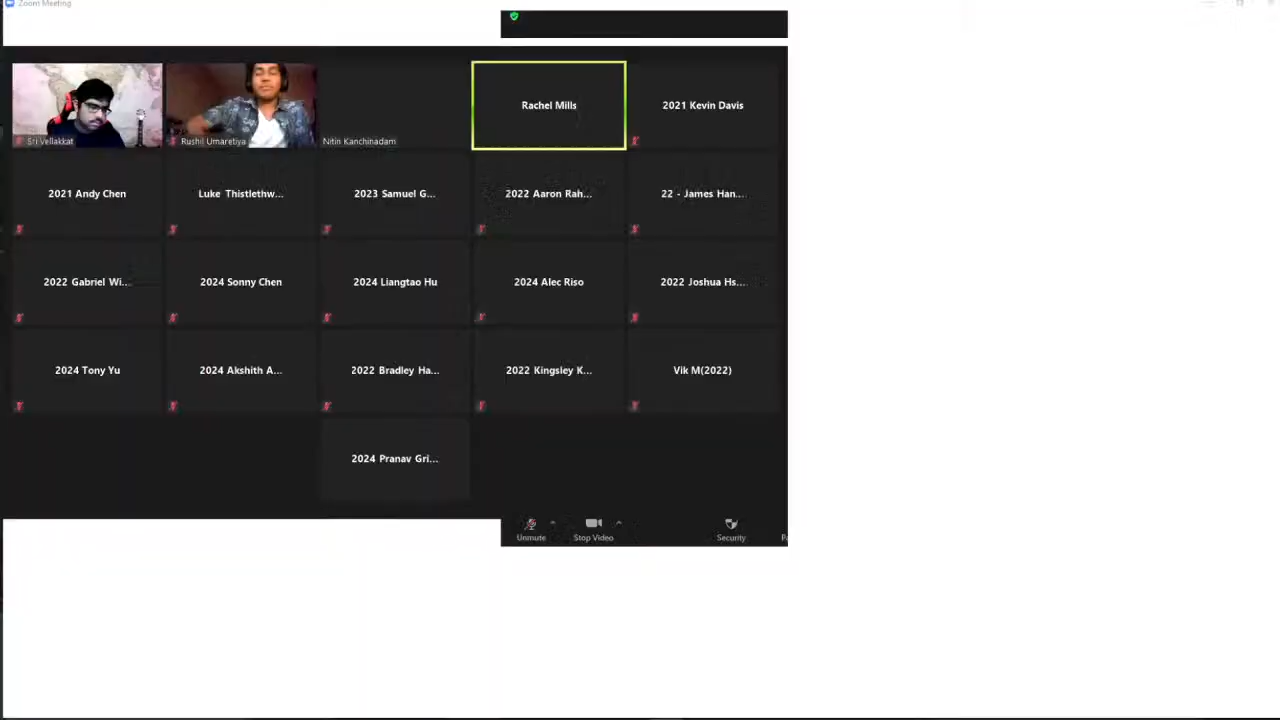 Zoom Meeting
Sri Vellakkat
Rushil Umaretiya
Nitin Kanchinadam
Rachel Mills
2021 Kevin Davis
2021 Andy Chen
Luke Thistlethw...
2023 Samuel G...
2022 Aaron Rah...
22 - James Han....
2022 Gabriel Wi...
2024 Sonny Chen
2024 Liangtao Hu
2024 Alec Riso
2022 Joshua Hs...
2024 Tony Yu
2024 Akshith A...
2022 Bradley Ha...
2022 Kingsley K...
Vik M(2022)
2024 Pranav Gri...
Unmute
Stop Video
Security
Pa